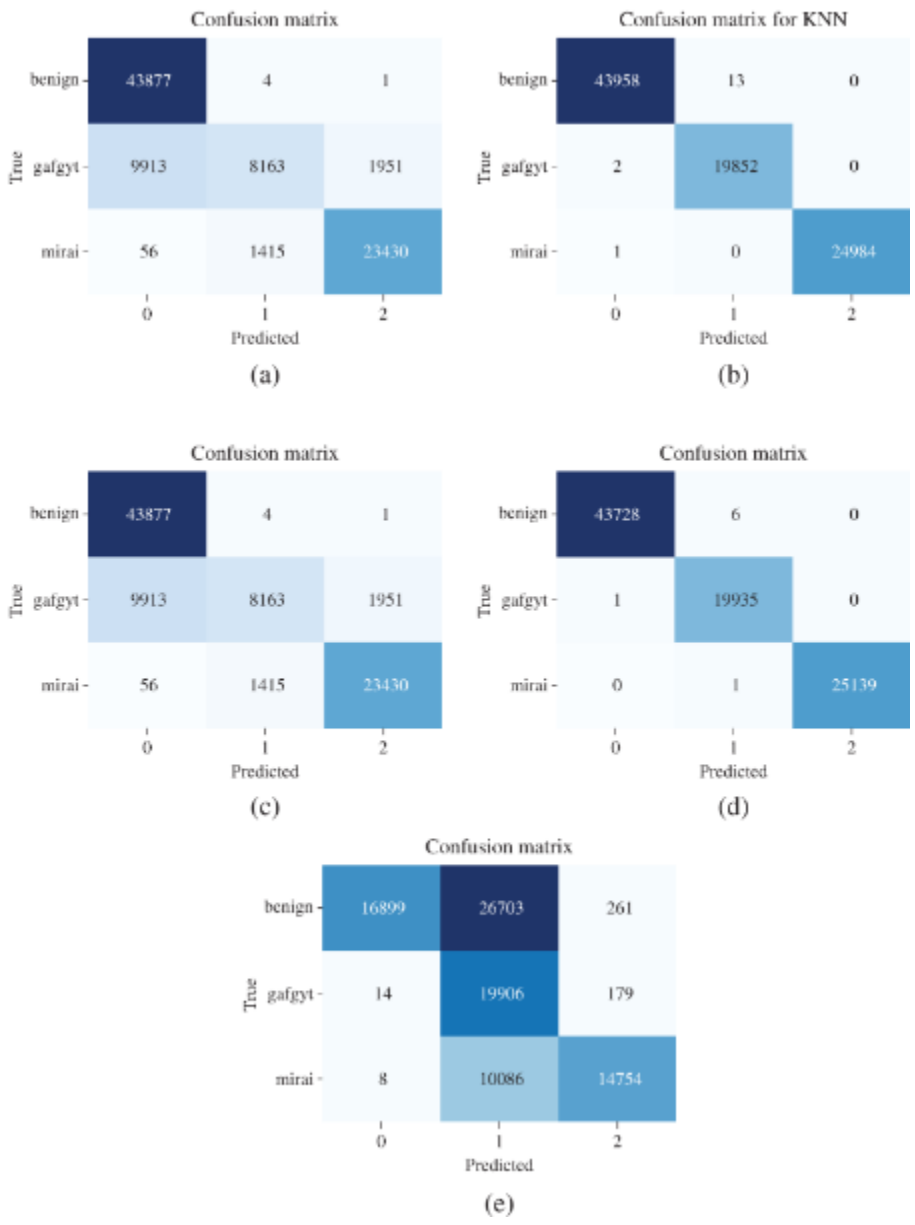 Confusion matrix
benign 43877 4 1
gafgyt 9913 8163 1951
mirai 56 1415 23430
True
0 1 2
Predicted
(a)
Confusion matrix for KNN
benign 43958 13 0
gafgyt 2 19852 0
mirai 1 0 24984
True
0 1 2
Predicted
(b)
Confusion matrix
benign 43877 4 1
gafgyt 9913 8163 1951
mirai 56 1415 23430
True
0 1 2
Predicted
(c)
Confusion matrix
benign 43728 6 0
gafgyt 1 19935 0
mirai 0 1 25139
True
0 1 2
Predicted
(d)
Confusion matrix
benign 16899 26703 261
gafgyt 14 19906 179
mirai 8 10086 14754
True
0 1 2
Predicted
(e)